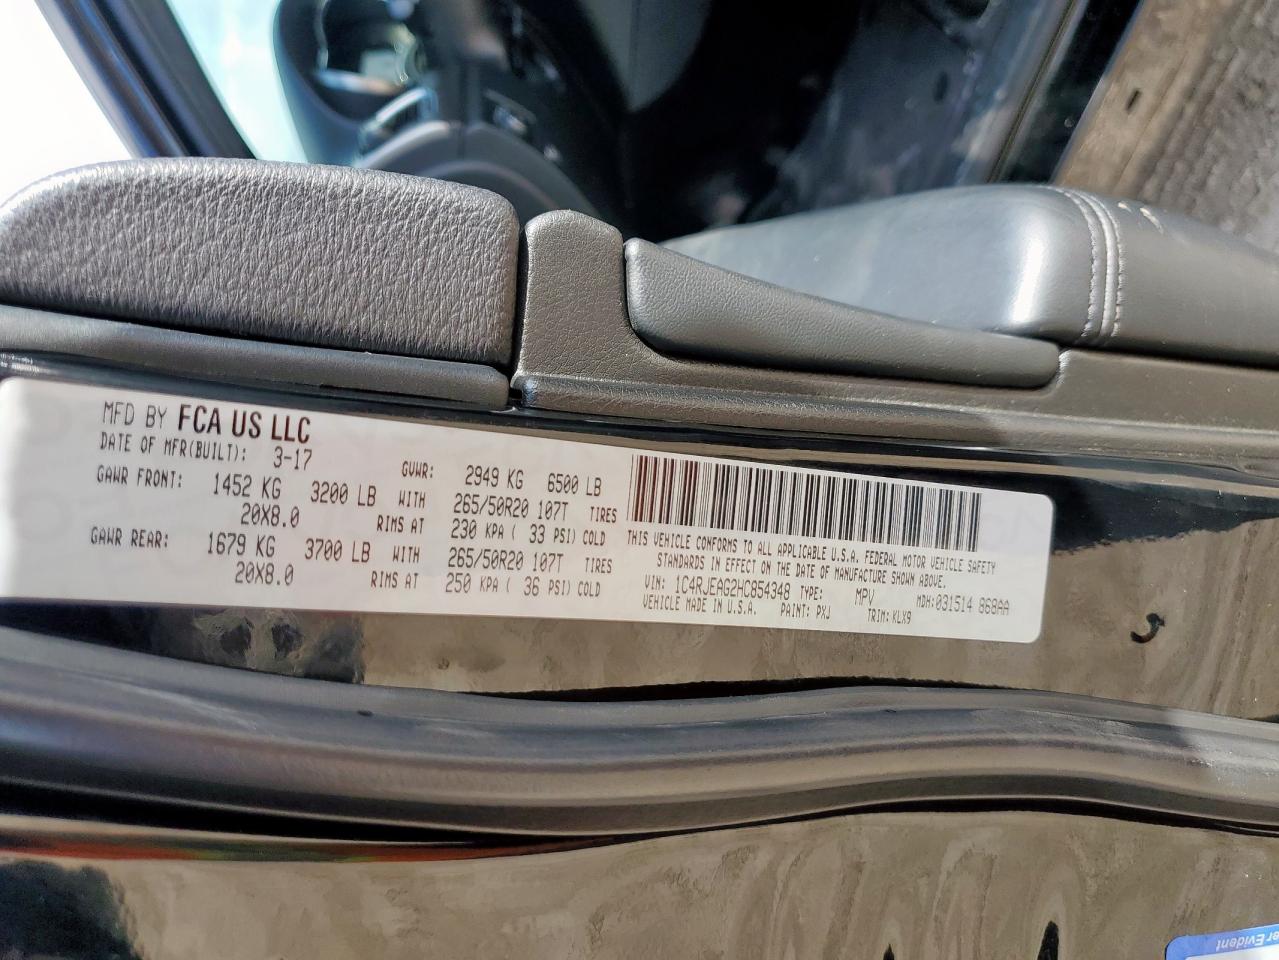 MFD BY FCA US LLC
DATE OF MFR(BUILT): 3-17
GVWR: 2949 KG 6500 LB
GAWR FRONT: 1452 KG 3200 LB WITH 265/50R20 107T TIRES
20X8.0 RIMS AT 230 KPA ( 33 PSI) COLD
GAWR REAR: 1679 KG 3700 LB WITH 265/50R20 107T TIRES
20X8.0 RIMS AT 250 KPA ( 36 PSI) COLD
THIS VEHICLE CONFORMS TO ALL APPLICABLE U.S.A. FEDERAL MOTOR VEHICLE SAFETY
STANDARDS IN EFFECT ON THE DATE OF MANUFACTURE SHOWN ABOVE.
VIN: 1C4RJEAG2HC854348 TYPE: MPV MDH:031514 868AA
VEHICLE MADE IN U.S.A. PAINT: PXJ TRIM: KLX9
Evident